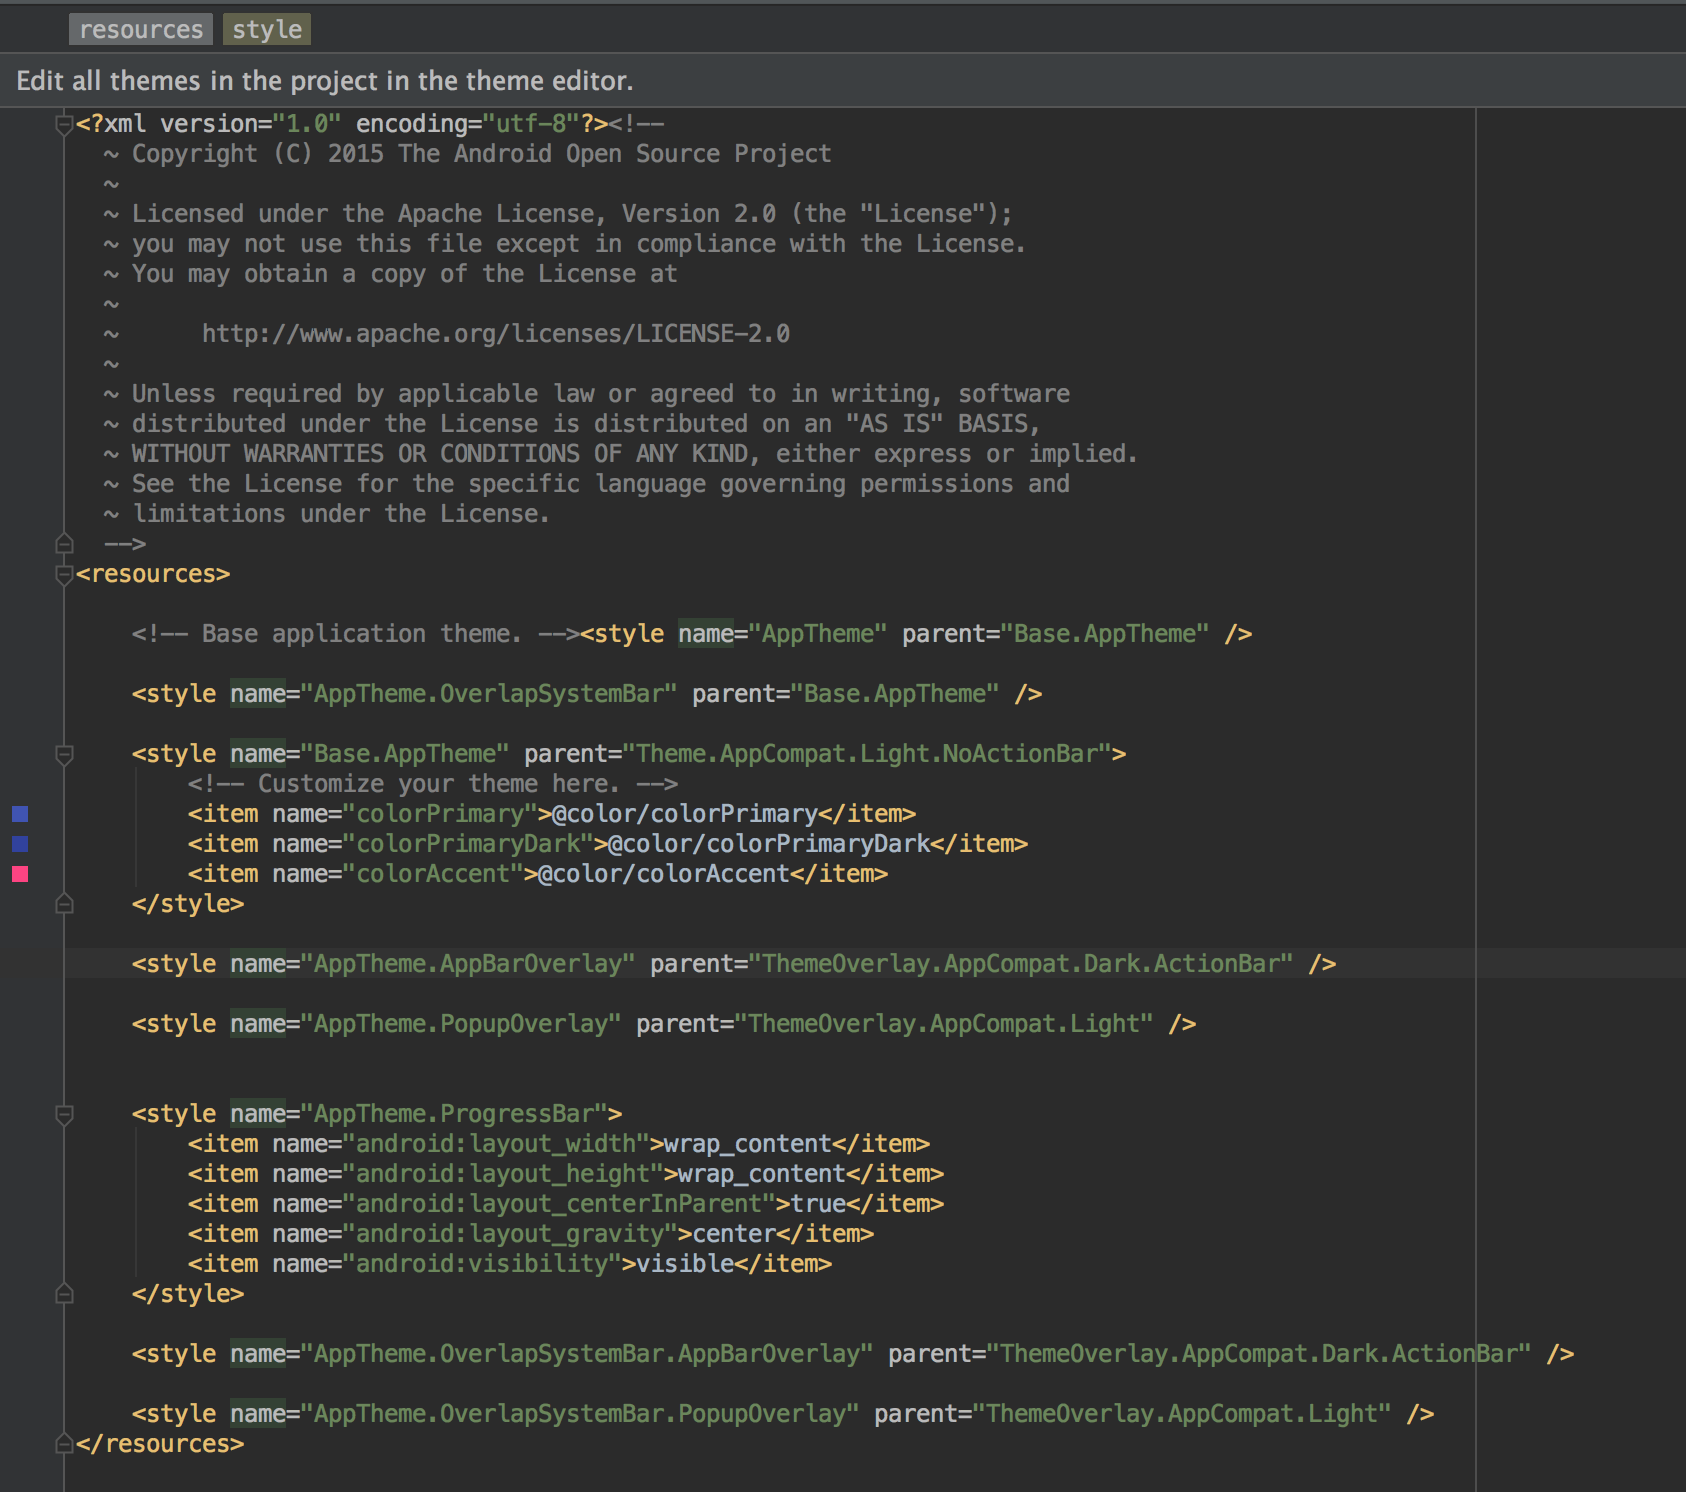 resources style
Edit all themes in the project in the theme editor.
<?xml version="1.0" encoding="utf-8"?><!--
  ~ Copyright (C) 2015 The Android Open Source Project
  ~
  ~ Licensed under the Apache License, Version 2.0 (the "License");
  ~ you may not use this file except in compliance with the License.
  ~ You may obtain a copy of the License at
  ~
  ~      http://www.apache.org/licenses/LICENSE-2.0
  ~
  ~ Unless required by applicable law or agreed to in writing, software
  ~ distributed under the License is distributed on an "AS IS" BASIS,
  ~ WITHOUT WARRANTIES OR CONDITIONS OF ANY KIND, either express or implied.
  ~ See the License for the specific language governing permissions and
  ~ limitations under the License.
  -->
<resources>
    <!-- Base application theme. --><style name="AppTheme" parent="Base.AppTheme" />
    <style name="AppTheme.OverlapSystemBar" parent="Base.AppTheme" />
    <style name="Base.AppTheme" parent="Theme.AppCompat.Light.NoActionBar">
        <!-- Customize your theme here. -->
        <item name="colorPrimary">@color/colorPrimary</item>
        <item name="colorPrimaryDark">@color/colorPrimaryDark</item>
        <item name="colorAccent">@color/colorAccent</item>
    </style>
    <style name="AppTheme.AppBarOverlay" parent="ThemeOverlay.AppCompat.Dark.ActionBar" />
    <style name="AppTheme.PopupOverlay" parent="ThemeOverlay.AppCompat.Light" />
    <style name="AppTheme.ProgressBar">
        <item name="android:layout_width">wrap_content</item>
        <item name="android:layout_height">wrap_content</item>
        <item name="android:layout_centerInParent">true</item>
        <item name="android:layout_gravity">center</item>
        <item name="android:visibility">visible</item>
    </style>
    <style name="AppTheme.OverlapSystemBar.AppBarOverlay" parent="ThemeOverlay.AppCompat.Dark.ActionBar" />
    <style name="AppTheme.OverlapSystemBar.PopupOverlay" parent="ThemeOverlay.AppCompat.Light" />
</resources>